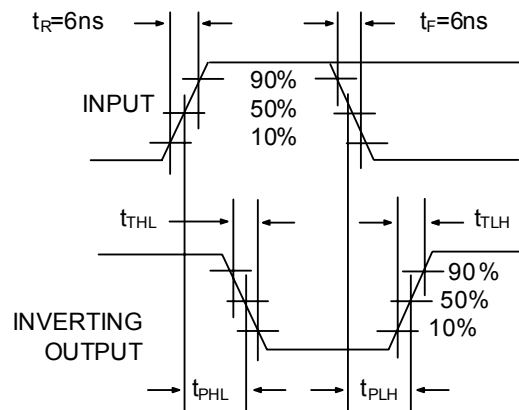 tR=6ns tF=6ns
INPUT
90%
50%
10%
tTHL tTLH
90%
50%
10%
INVERTING
OUTPUT
tPHL tPLH